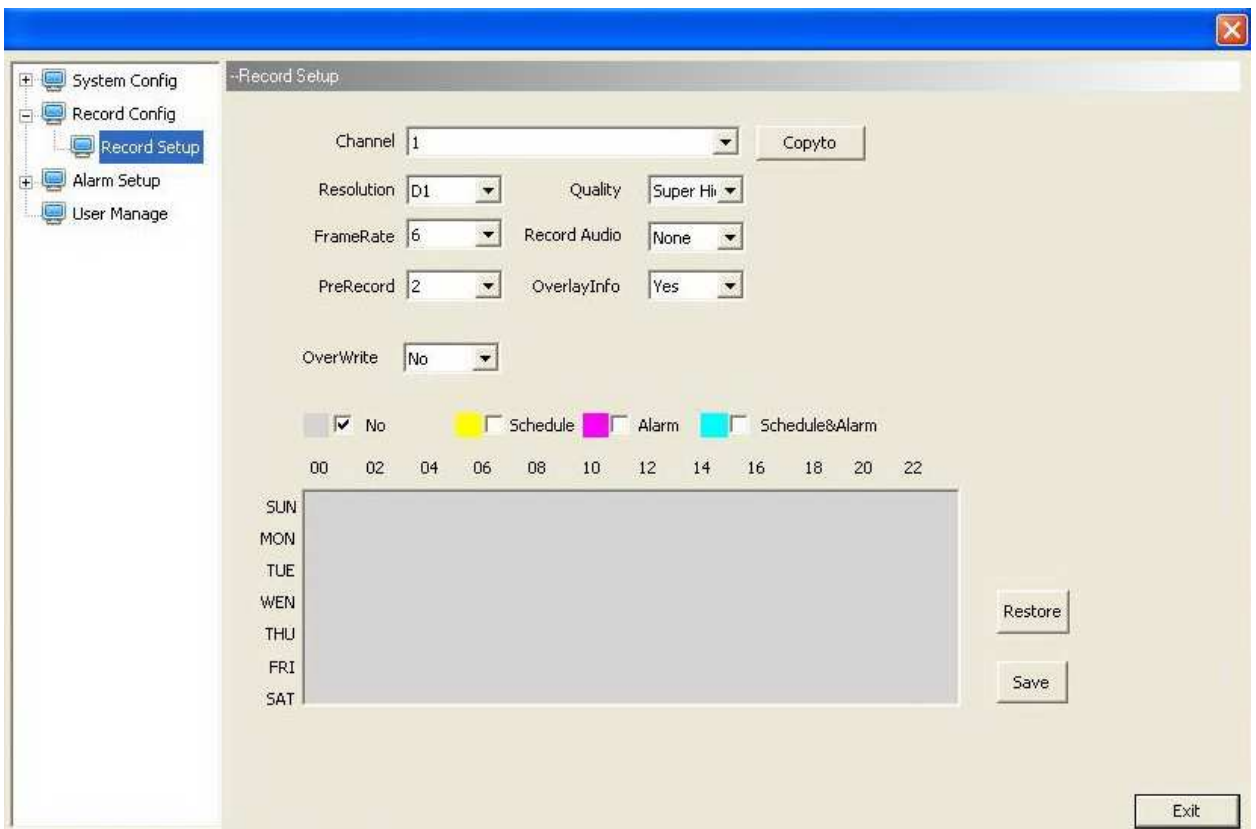 System Config
Record Config
Record Setup
Alarm Setup
User Manage
--Record Setup
Channel 1 Copyto
Resolution D1 Quality Super Hi
FrameRate 6 Record Audio None
PreRecord 2 OverlayInfo Yes
OverWrite No
No Schedule Alarm Schedule&Alarm
00 02 04 06 08 10 12 14 16 18 20 22
SUN
MON
TUE
WEN
THU
FRI
SAT
Restore
Save
Exit